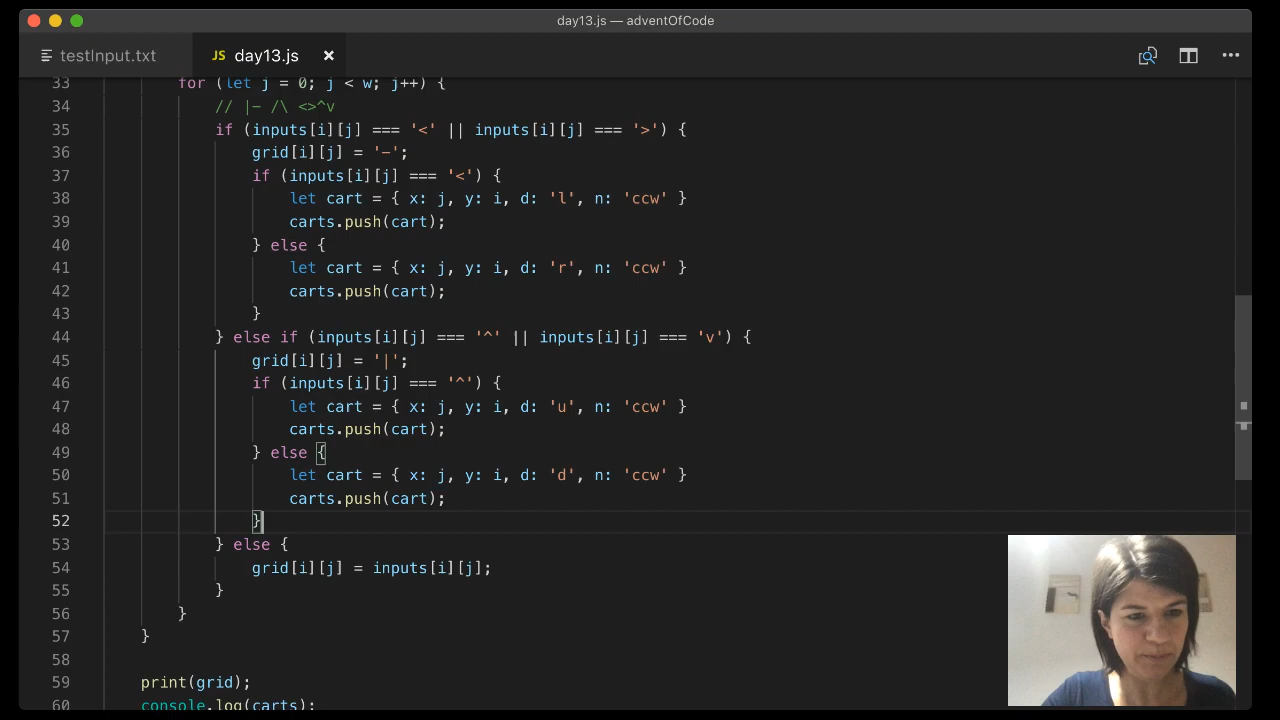 day13.js — adventOfCode
testInput.txt
JS day13.js
33 for (let j = 0; j < w; j++) {
34 // |- /\ <>^v
35 if (inputs[i][j] === '<' || inputs[i][j] === '>') {
36 grid[i][j] = '-';
37 if (inputs[i][j] === '<') {
38 let cart = { x: j, y: i, d: 'l', n: 'ccw' }
39 carts.push(cart);
40 } else {
41 let cart = { x: j, y: i, d: 'r', n: 'ccw' }
42 carts.push(cart);
43 }
44 } else if (inputs[i][j] === '^' || inputs[i][j] === 'v') {
45 grid[i][j] = '|';
46 if (inputs[i][j] === '^') {
47 let cart = { x: j, y: i, d: 'u', n: 'ccw' }
48 carts.push(cart);
49 } else {
50 let cart = { x: j, y: i, d: 'd', n: 'ccw' }
51 carts.push(cart);
52 }
53 } else {
54 grid[i][j] = inputs[i][j];
55 }
56 }
57 }
58
59 print(grid);
60 console.log(carts);